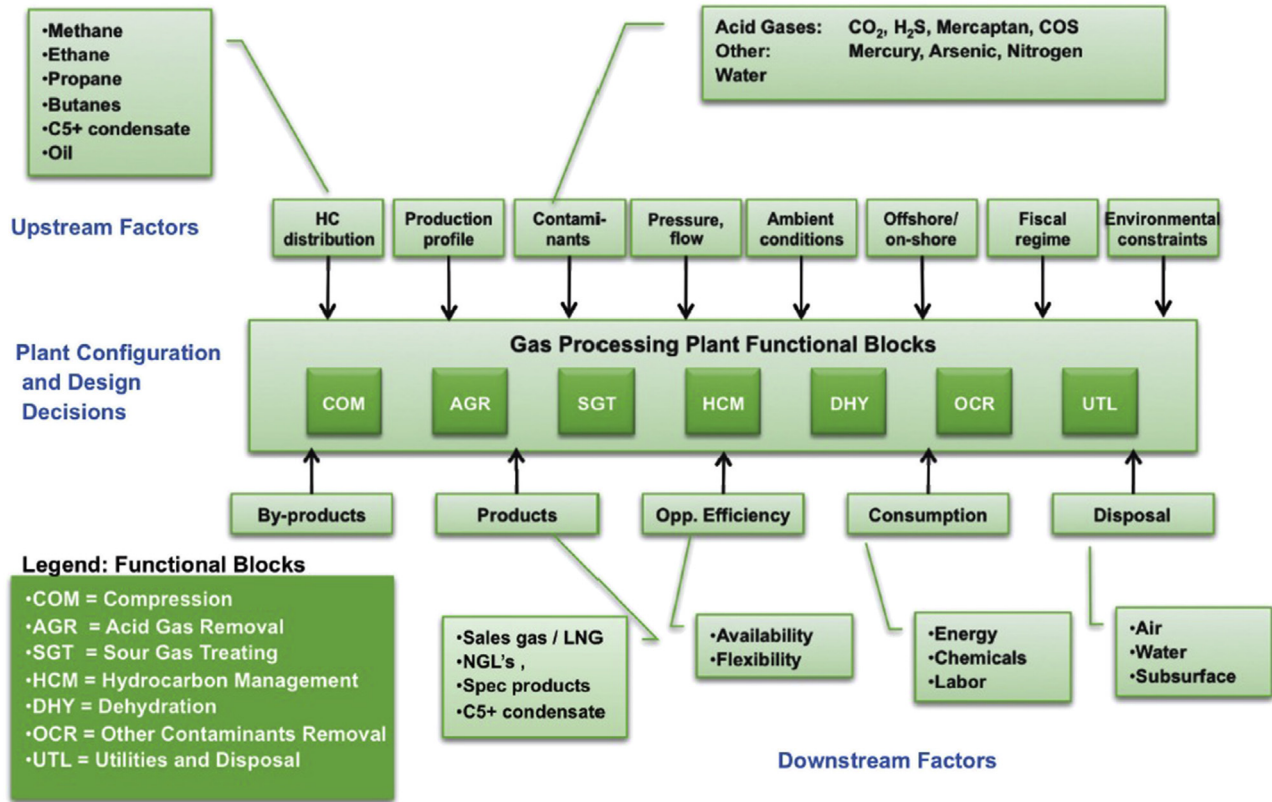 •Methane
•Ethane
•Propane
•Butanes
•C5+ condensate
•Oil
Acid Gases: CO₂, H₂S, Mercaptan, COS
Other: Mercury, Arsenic, Nitrogen
Water
Upstream Factors
HC
distribution
Production
profile
Contami-
nants
Pressure,
flow
Ambient
conditions
Offshore/
on-shore
Fiscal
regime
Environmental
constraints
Plant Configuration
and Design
Decisions
Gas Processing Plant Functional Blocks
COM
AGR
SGT
HCM
DHY
OCR
UTL
By-products
Products
Opp. Efficiency
Consumption
Disposal
Legend: Functional Blocks
•COM = Compression
•AGR = Acid Gas Removal
•SGT = Sour Gas Treating
•HCM = Hydrocarbon Management
•DHY = Dehydration
•OCR = Other Contaminants Removal
•UTL = Utilities and Disposal
•Sales gas / LNG
•NGL's ,
•Spec products
•C5+ condensate
•Availability
•Flexibility
•Energy
•Chemicals
•Labor
•Air
•Water
•Subsurface
Downstream Factors